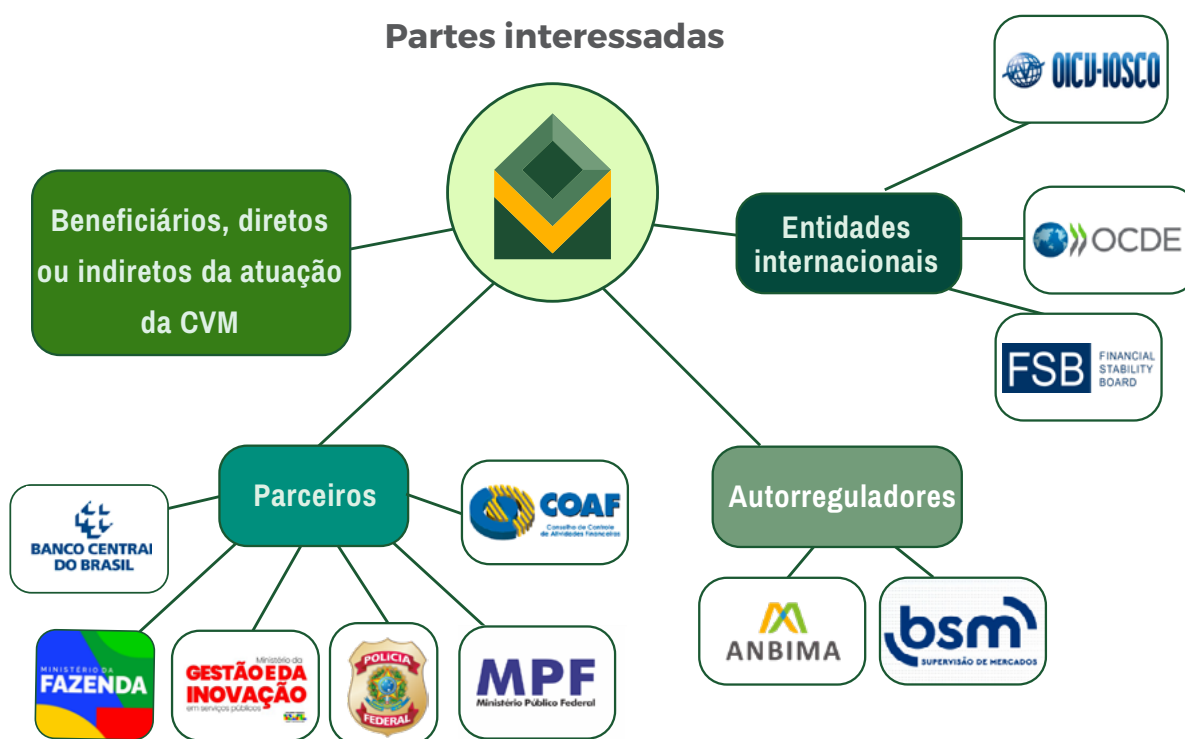 Partes interessadas
OICU-IOSCO
Beneficiários, diretos
ou indiretos da atuação
da CVM
Entidades
internacionais
OCDE
FSB
FINANCIAL
STABILITY
BOARD
Parceiros
Autorreguladores
COAF
Conselho de Controle
de Atividades Financeiras
BANCO CENTRAL
DO BRASIL
ANBIMA
bsm
SUPERVISÃO DE MERCADOS
MINISTÉRIO DA
FAZENDA
Ministério da
GESTÃO E DA
INOVAÇÃO
em serviços públicos
POLICIA
FEDERAL
MPF
Ministério Público Federal